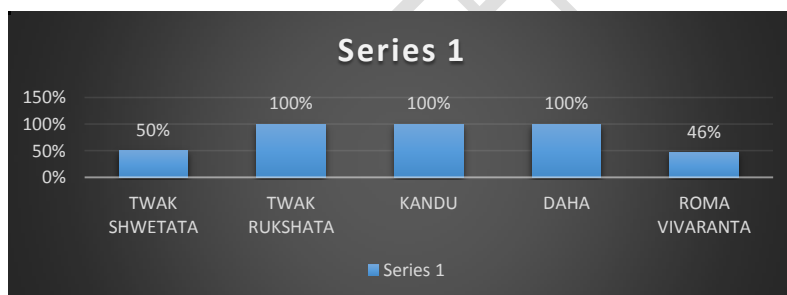 Series 1
150%
100%
50%
0%
50%
100%
100%
100%
46%
TWAK
SHWETATA
TWAK
RUKSHATA
KANDU
DAHA
ROMA
VIVARANTA
Series 1